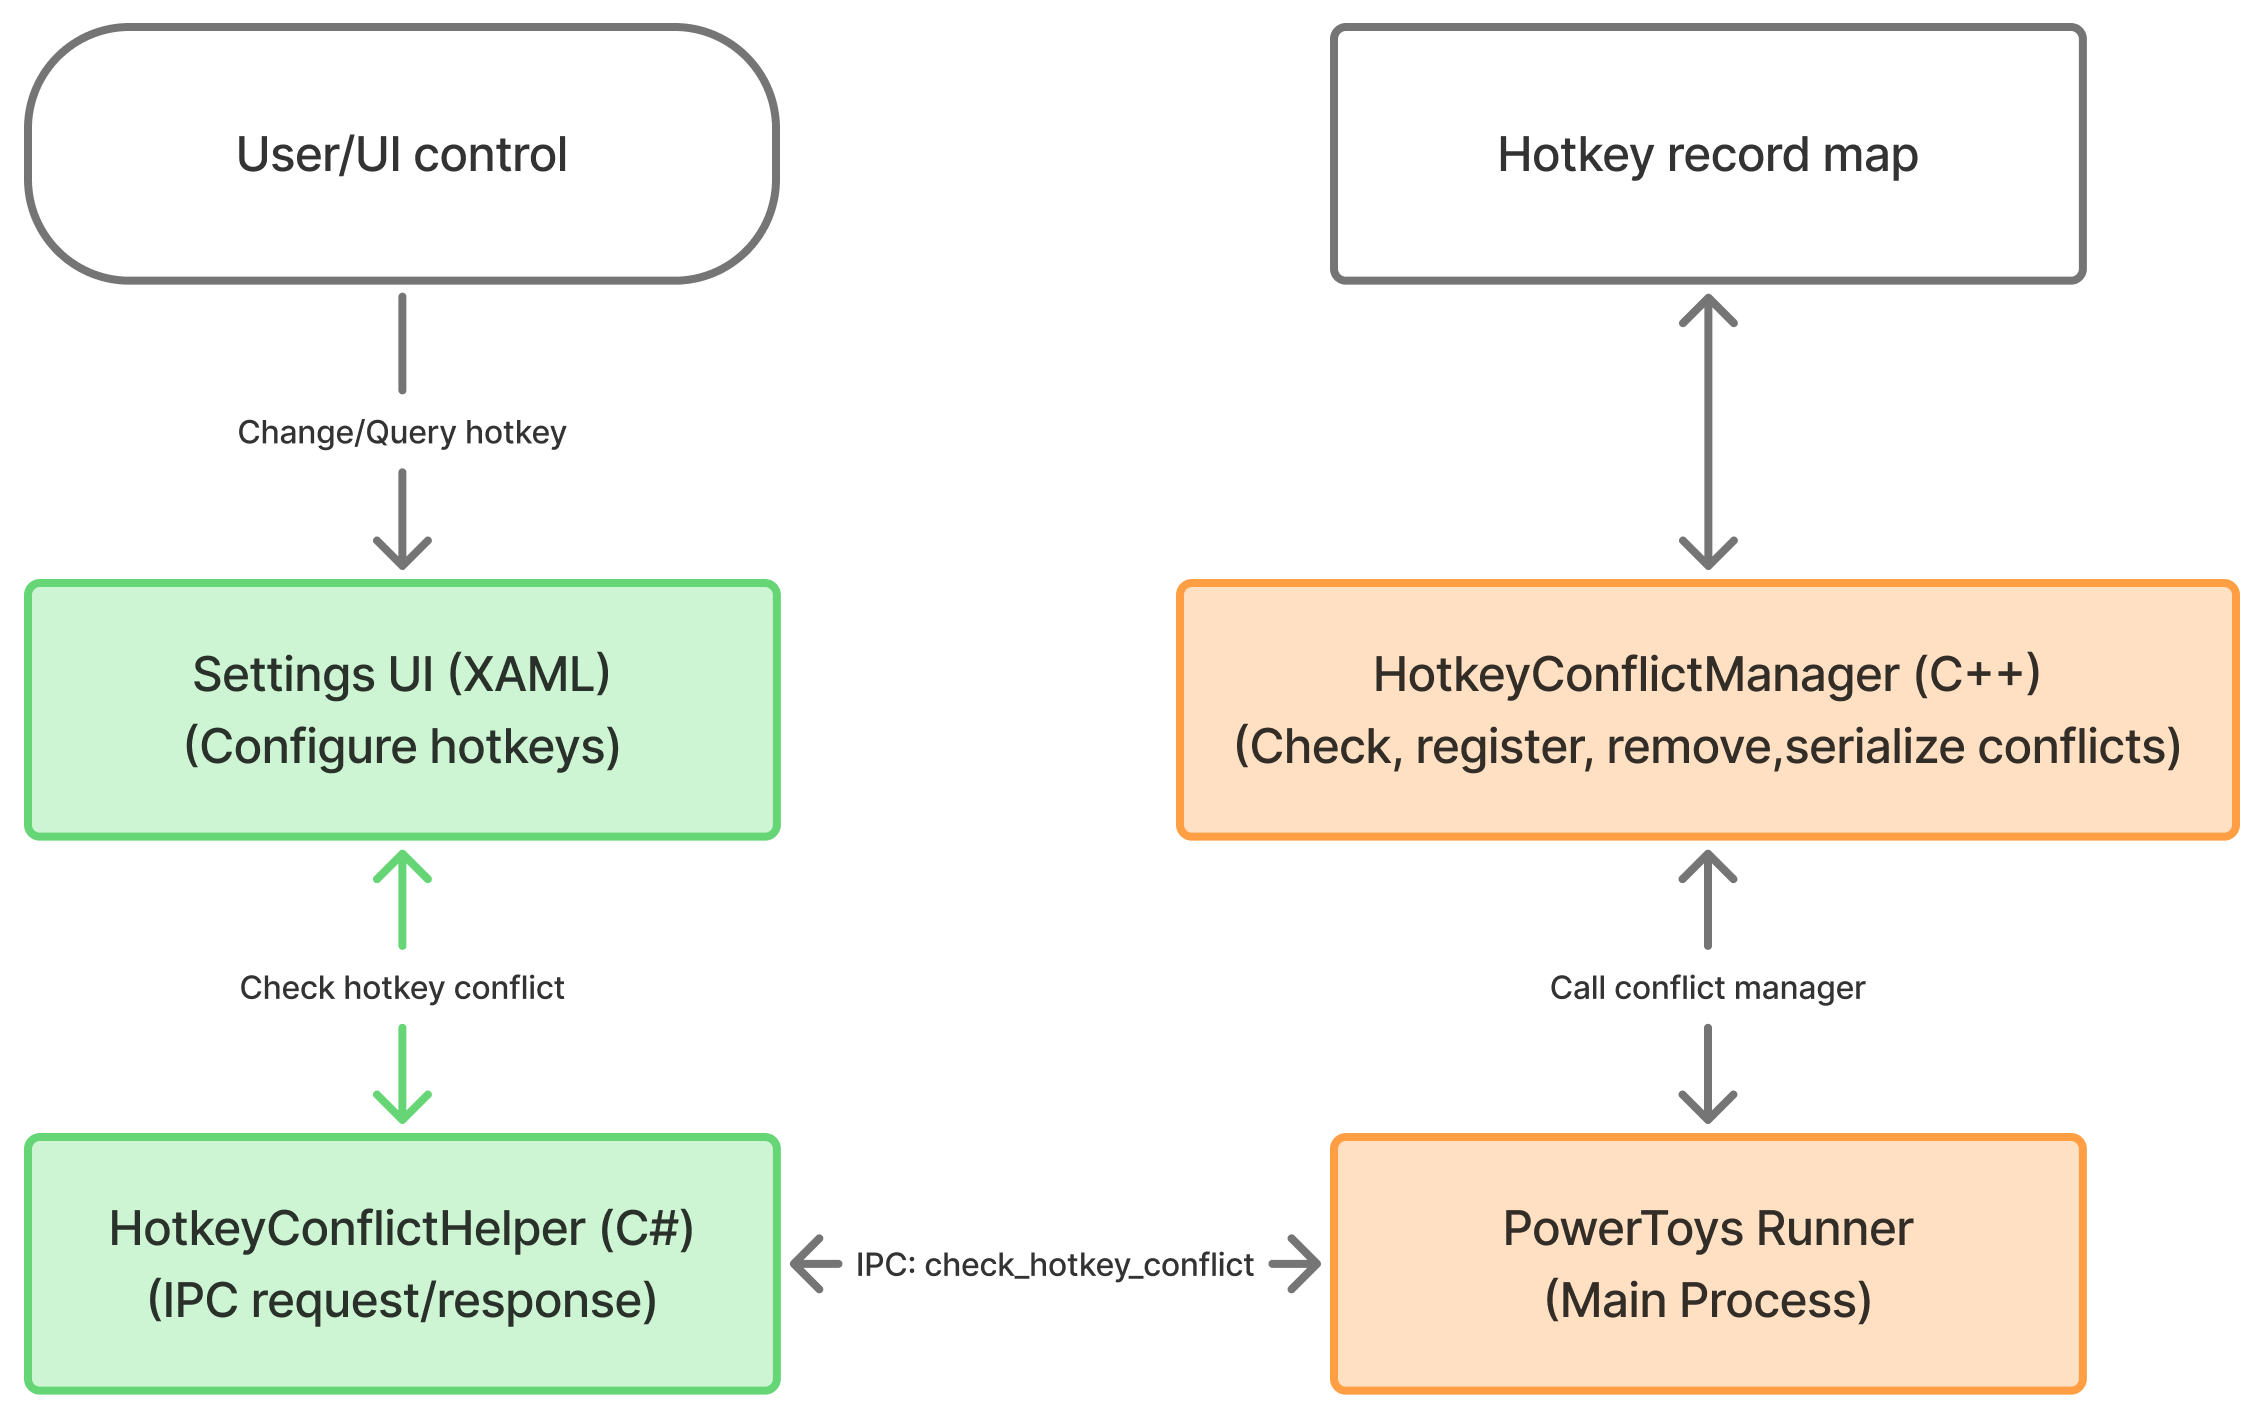 User/UI control
Hotkey record map
Change/Query hotkey
Settings UI (XAML)
(Configure hotkeys)
HotkeyConflictManager (C++)
(Check, register, remove,serialize conflicts)
Check hotkey conflict
Call conflict manager
HotkeyConflictHelper (C#)
(IPC request/response)
IPC: check_hotkey_conflict
PowerToys Runner
(Main Process)